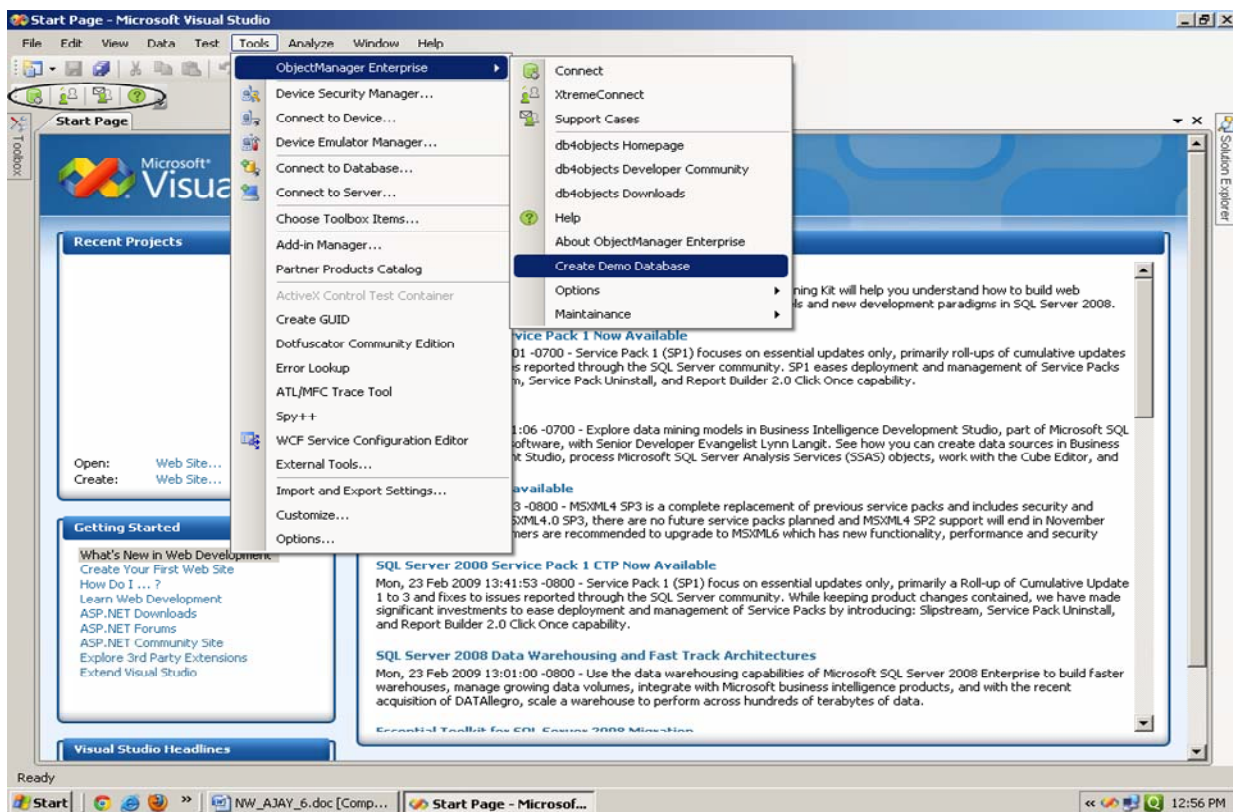 Start Page - Microsoft Visual Studio
File Edit View Data Test Tools Analyze Window Help
Toolbox
Start Page
Solution Explorer
ObjectManager Enterprise
Device Security Manager...
Connect to Device...
Device Emulator Manager...
Connect to Database...
Connect to Server...
Choose Toolbox Items...
Add-in Manager...
Partner Products Catalog
ActiveX Control Test Container
Create GUID
Dotfuscator Community Edition
Error Lookup
ATL/MFC Trace Tool
Spy++
WCF Service Configuration Editor
External Tools...
Import and Export Settings...
Customize...
Options...
Connect
XtremeConnect
Support Cases
db4objects Homepage
db4objects Developer Community
db4objects Downloads
Help
About ObjectManager Enterprise
Create Demo Database
Options
Maintainance
Microsoft*
Visua
Recent Projects
Open: Web Site...
Create: Web Site...
Getting Started
What's New in Web Development
Create Your First Web Site
How Do I ... ?
Learn Web Development
ASP.NET Downloads
ASP.NET Forums
ASP.NET Community Site
Explore 3rd Party Extensions
Extend Visual Studio
Visual Studio Headlines
ning Kit will help you understand how to build web
ls and new development paradigms in SQL Server 2008.
vice Pack 1 Now Available
01 -0700 - Service Pack 1 (SP1) focuses on essential updates only, primarily roll-ups of cumulative updates
s reported through the SQL Server community. SP1 eases deployment and management of Service Packs
n, Service Pack Uninstall, and Report Builder 2.0 Click Once capability.
1:06 -0700 - Explore data mining models in Business Intelligence Development Studio, part of Microsoft SQL
software, with Senior Developer Evangelist Lynn Langit. See how you can create data sources in Business
nt Studio, process Microsoft SQL Server Analysis Services (SSAS) objects, work with the Cube Editor, and
available
3 -0800 - MSXML4 SP3 is a complete replacement of previous service packs and includes security and
SXML4.0 SP3, there are no future service packs planned and MSXML4 SP2 support will end in November
mers are recommended to upgrade to MSXML6 which has new functionality, performance and security
SQL Server 2008 Service Pack 1 CTP Now Available
Mon, 23 Feb 2009 13:41:53 -0800 - Service Pack 1 (SP1) focus on essential updates only, primarily a Roll-up of Cumulative Update
1 to 3 and fixes to issues reported through the SQL Server community. While keeping product changes contained, we have made
significant investments to ease deployment and management of Service Packs by introducing: Slipstream, Service Pack Uninstall,
and Report Builder 2.0 Click Once capability.
SQL Server 2008 Data Warehousing and Fast Track Architectures
Mon, 23 Feb 2009 13:01:00 -0800 - Use the data warehousing capabilities of Microsoft SQL Server 2008 Enterprise to build faster
warehouses, manage growing data volumes, integrate with Microsoft business intelligence products, and with the recent
acquisition of DATAllegro, scale a warehouse to perform across hundreds of terabytes of data.
Essential Toolkit for SQL Server 2008 Migration
Ready
Start
NW_AJAY_6.doc [Comp...
Start Page - Microsof...
12:56 PM